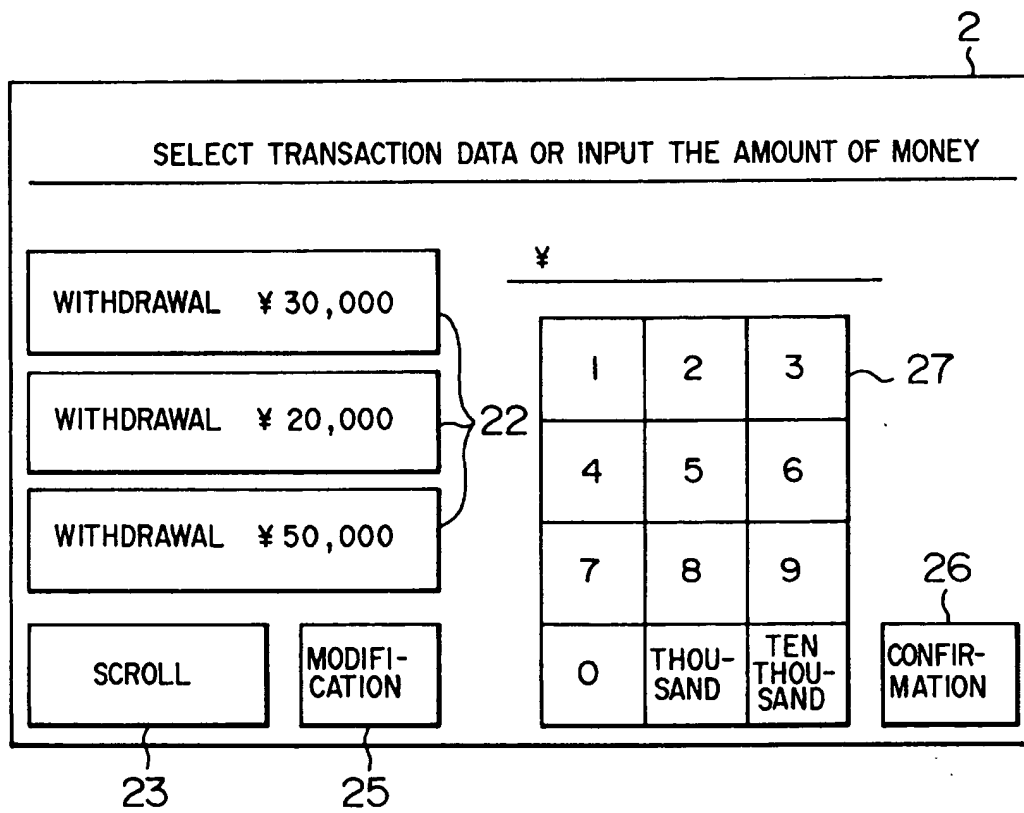 2
SELECT TRANSACTION DATA OR INPUT THE AMOUNT OF MONEY
WITHDRAWAL ¥ 30,000
WITHDRAWAL ¥ 20,000
WITHDRAWAL ¥ 50,000
22
SCROLL
MODIFI-
CATION
23
25
¥
1 2 3
4 5 6
7 8 9
0 THOU-
SAND TEN
THOU-
SAND
27
26
CONFIR-
MATION